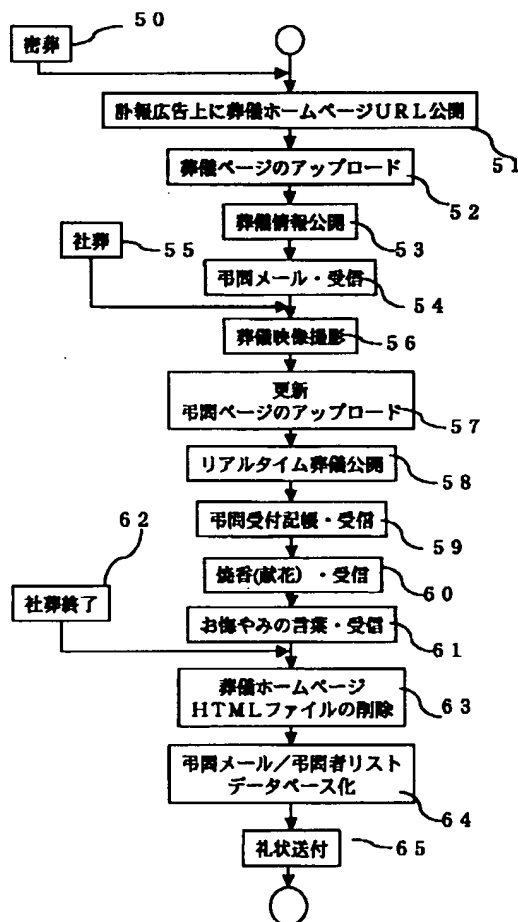 密葬
50
訃報広告上に葬儀ホームページURL公開
51
葬儀ページのアップロード
52
葬儀情報公開
53
社葬
55
弔問メール・受信
54
葬儀映像撮影
56
更新
弔問ページのアップロード
57
リアルタイム葬儀公開
58
弔問受付記帳・受信
59
焼香(献花)・受信
60
62
社葬終了
お悔やみの言葉・受信
61
葬儀ホームページ
HTMLファイルの削除
63
弔問メール/弔問者リスト
データベース化
64
礼状送付
65